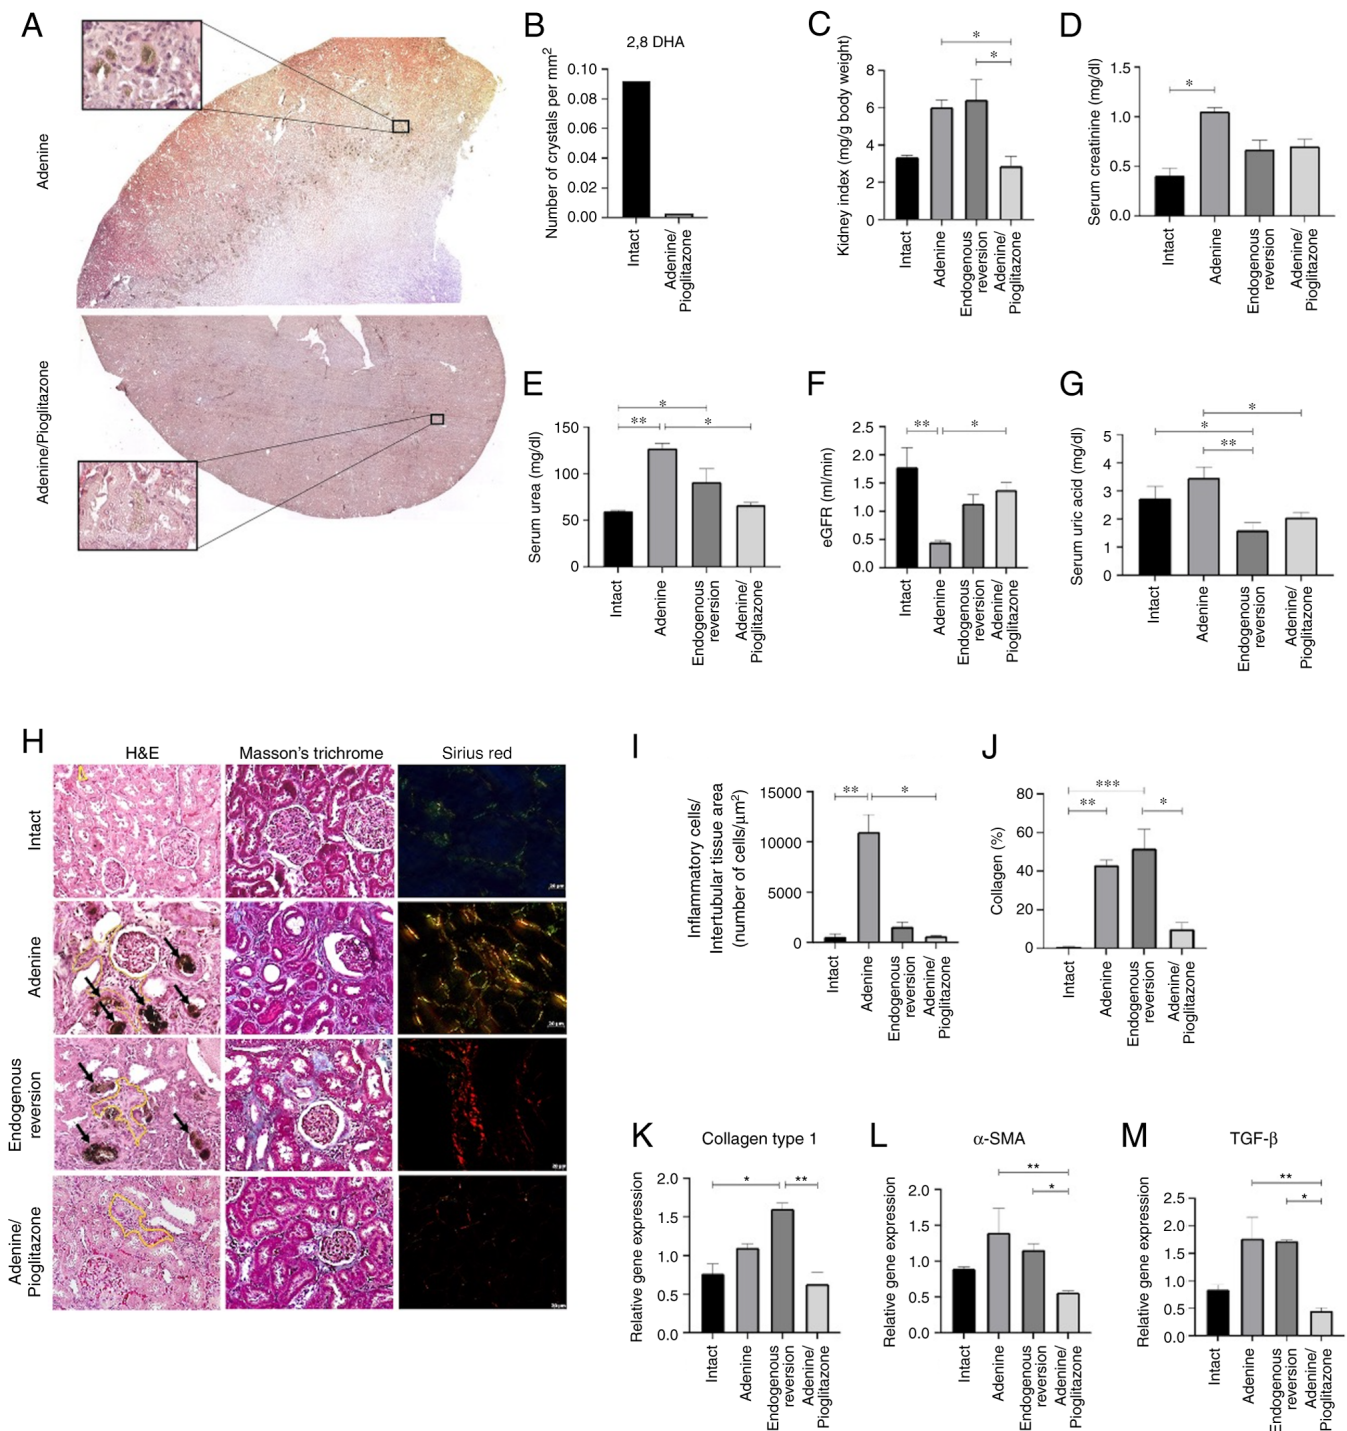 A
Adenine
Adenine/Pioglitazone
B
2,8 DHA
Number of crystals per mm2
0.10
0.08
0.06
0.04
0.02
0.00
Intact
Adenine/
Pioglitazone
C
Kidney index (mg/g body weight)
*
*
8
6
4
2
0
Intact
Adenine
Endogenous
reversion
Adenine/
Pioglitazone
D
Serum creatinine (mg/dl)
*
1.5
1.0
0.5
0.0
Intact
Adenine
Endogenous
reversion
Adenine/
Pioglitazone
E
Serum urea (mg/dl)
*
**
*
150
100
50
0
Intact
Adenine
Endogenous
reversion
Adenine/
Pioglitazone
F
eGFR (ml/min)
**
*
2.5
2.0
1.5
1.0
0.5
0.0
Intact
Adenine
Endogenous
reversion
Adenine/
Pioglitazone
G
Serum uric acid (mg/dl)
*
*
**
5
4
3
2
1
0
Intact
Adenine
Endogenous
reversion
Adenine/
Pioglitazone
H
H&E
Masson's trichrome
Sirius red
Intact
Adenine
Endogenous
reversion
Adenine/
Pioglitazone
I
Inflammatory cells/
Intertubular tissue area
(number of cells/µm2)
**
*
15000
10000
5000
0
Intact
Adenine
Endogenous
reversion
Adenine/
Pioglitazone
J
Collagen (%)
***
**
*
80
60
40
20
0
Intact
Adenine
Endogenous
reversion
Adenine/
Pioglitazone
K
Collagen type 1
Relative gene expression
*
**
2.0
1.5
1.0
0.5
0.0
Intact
Adenine
Endogenous
reversion
Adenine/
Pioglitazone
L
α-SMA
Relative gene expression
**
*
2.0
1.5
1.0
0.5
0.0
Intact
Adenine
Endogenous
reversion
Adenine/
Pioglitazone
M
TGF-β
Relative gene expression
**
*
2.5
2.0
1.5
1.0
0.5
0.0
Intact
Adenine
Endogenous
reversion
Adenine/
Pioglitazone